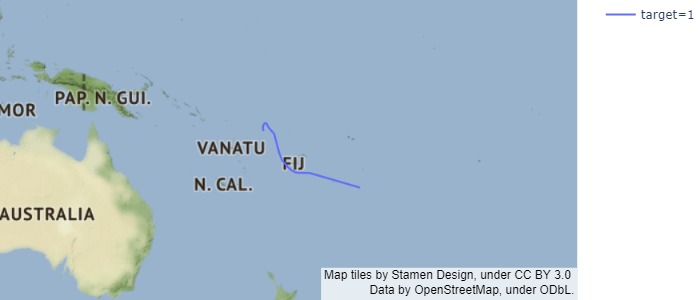 target=1
PAP. N. GUI.
MOR
VANATU
FIJ
N. CAL.
AUSTRALIA
Map tiles by Stamen Design, under CC BY 3.0
Data by OpenStreetMap, under ODbL.